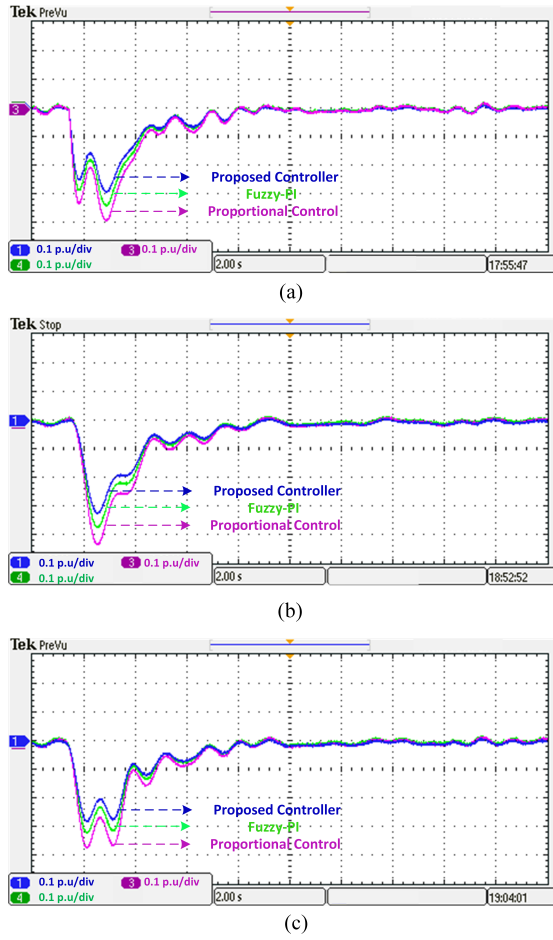 Tek PreVu
3
Proposed Controller
Fuzzy-PI
Proportional Control
1 0.1 p.u/div 3 0.1 p.u/div
4 0.1 p.u/div 2.00 s 17:55:47
(a)
Tek Stop
1
Proposed Controller
Fuzzy-PI
Proportional Control
1 0.1 p.u/div 3 0.1 p.u/div
4 0.1 p.u/div 2.00 s 18:52:52
(b)
Tek PreVu
1
Proposed Controller
Fuzzy-PI
Proportional Control
1 0.1 p.u/div 3 0.1 p.u/div
4 0.1 p.u/div 2.00 s 19:04:01
(c)